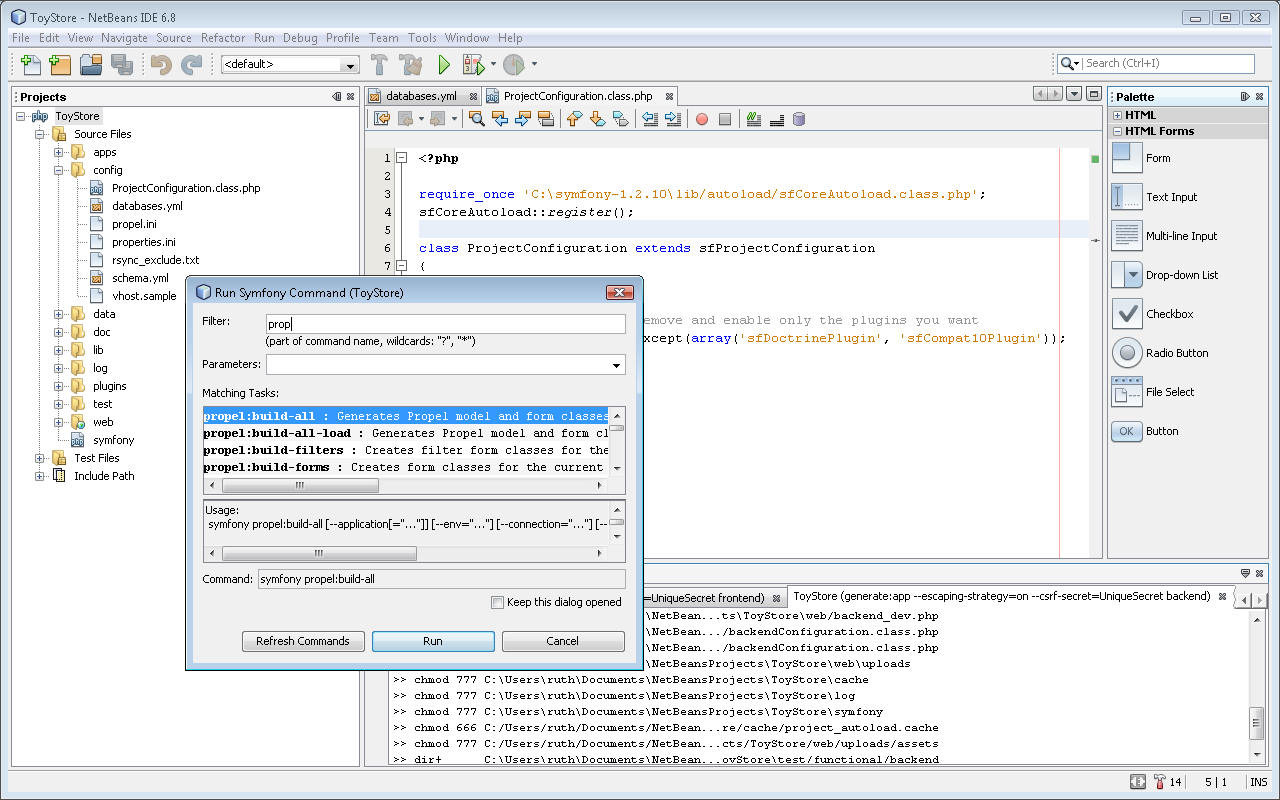 ToyStore - NetBeans IDE 6.8
File Edit View Navigate Source Refactor Run Debug Profile Team Tools Window Help
<default>
Search (Ctrl+I)
Projects
ToyStore
Source Files
apps
config
ProjectConfiguration.class.php
databases.yml
propel.ini
properties.ini
rsync_exclude.txt
schema.yml
vhost.sample
data
doc
lib
log
plugins
test
web
symfony
Test Files
Include Path
databases.yml
ProjectConfiguration.class.php
1 <?php
2
3 require_once 'C:\symfony-1.2.10\lib/autoload/sfCoreAutoload.class.php';
4 sfCoreAutoload::register();
5
6 class ProjectConfiguration extends sfProjectConfiguration
7 {
emove and enable only the plugins you want
xcept(array('sfDoctrinePlugin', 'sfCompat10Plugin'));
Palette
HTML
HTML Forms
Form
Text Input
Multi-line Input
Drop-down List
Checkbox
Radio Button
File Select
OK Button
Run Symfony Command (ToyStore)
Filter: prop
(part of command name, wildcards: "?", "*")
Parameters:
Matching Tasks:
propel:build-all : Generates Propel model and form classes
propel:build-all-load : Generates Propel model and form cl
propel:build-filters : Creates filter form classes for the
propel:build-forms : Creates form classes for the current
Usage:
symfony propel:build-all [--application[="..."]] [--env="..."] [--connection="..."] [--
Command: symfony propel:build-all
Keep this dialog opened
Refresh Commands Run Cancel
=UniqueSecret frontend)
ToyStore (generate:app --escaping-strategy=on --csrf-secret=UniqueSecret backend)
\NetBean...ts\ToyStore\web/backend_dev.php
\NetBean.../backendConfiguration.class.php
\NetBean.../backendConfiguration.class.php
\NetBeansProjects\ToyStore\web\uploads
>> chmod 777 C:\Users\ruth\Documents\NetBeansProjects\ToyStore\cache
>> chmod 777 C:\Users\ruth\Documents\NetBeansProjects\ToyStore\log
>> chmod 777 C:\Users\ruth\Documents\NetBeansProjects\ToyStore\symfony
>> chmod 666 C:/Users/ruth/Documents/NetBean...re/cache/project_autoload.cache
>> chmod 777 C:/Users/ruth/Documents/NetBean...cts/ToyStore/web/uploads/assets
>> dir+ C:\Users\ruth\Documents\NetBean...oyStore\test/functional/backend
14
5 | 1
INS